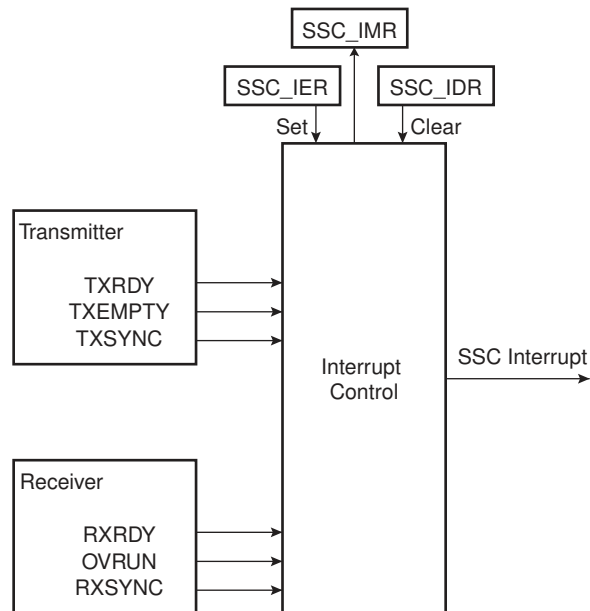 SSC_IMR
SSC_IER
SSC_IDR
Set
Clear
Transmitter
TXRDY
TXEMPTY
TXSYNC
Interrupt
Control
SSC Interrupt
Receiver
RXRDY
OVRUN
RXSYNC